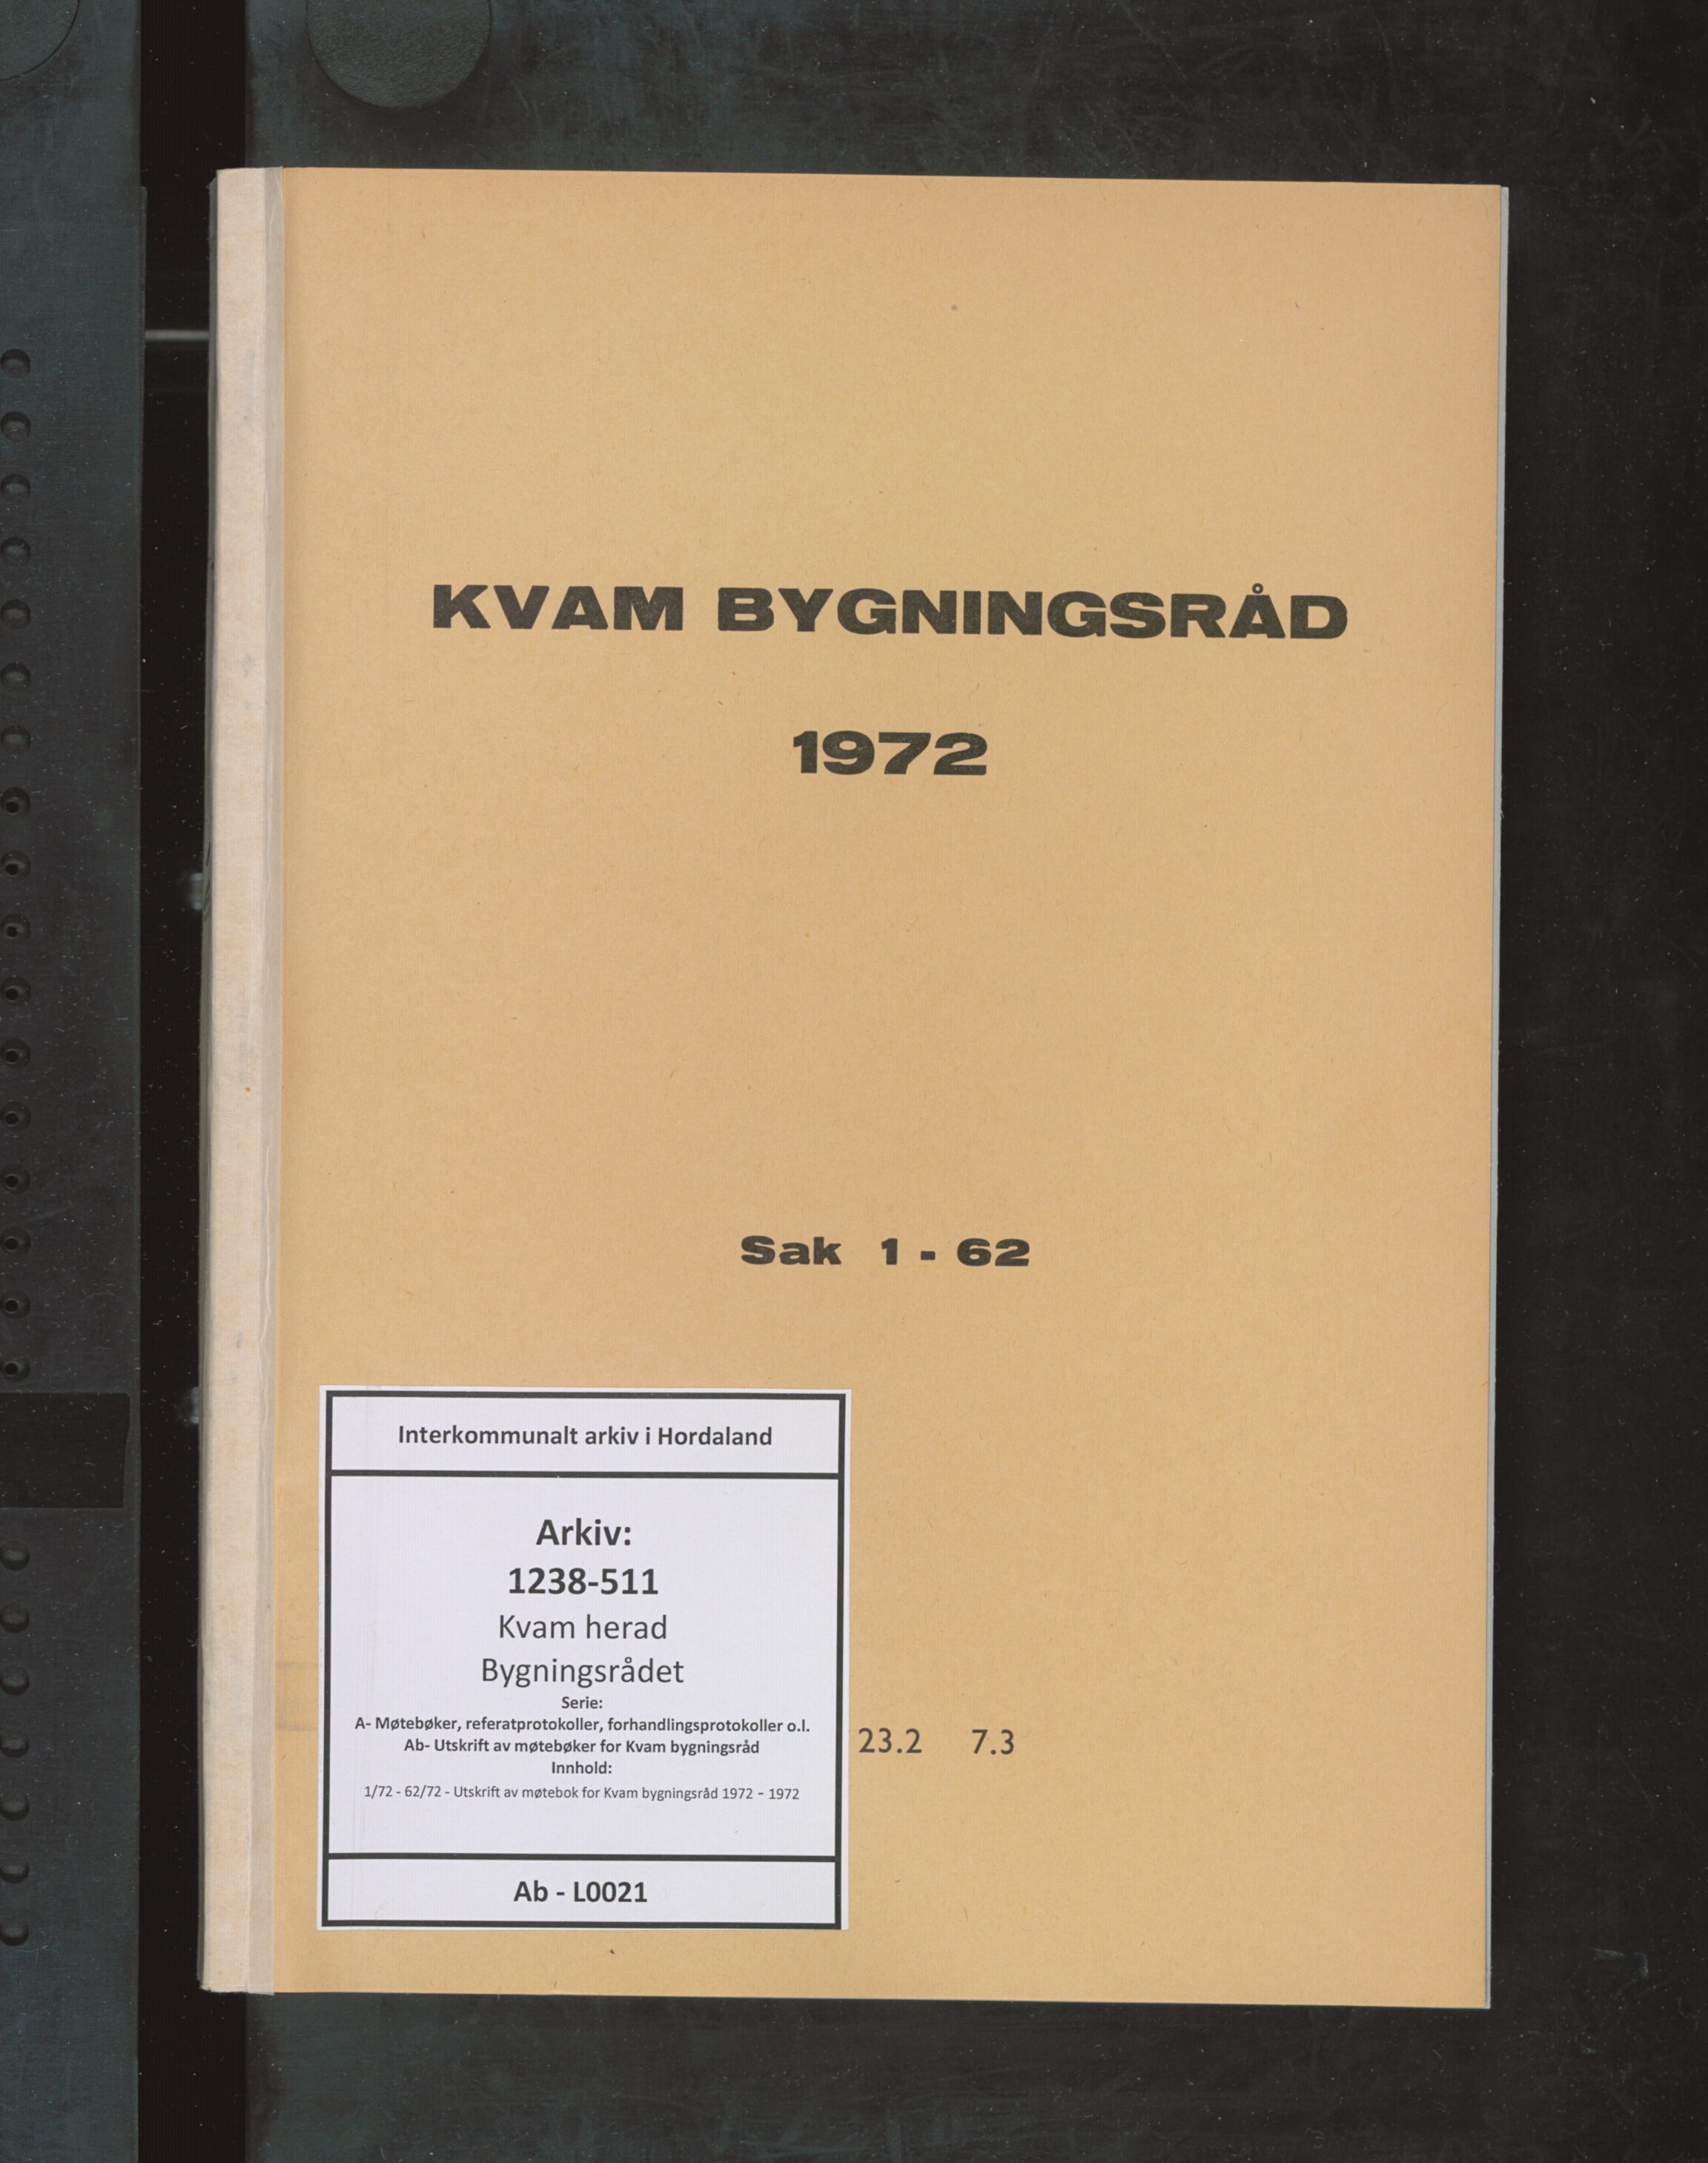 KVAM BYGNINGSRÅD
1972
Sak 1 - 62
Interkommunalt arkiv i Hordaland
Arkiv:
1238-511
Kvam herad
Bygningsrådet
Serie:
A- Møtebøker, referatprotokoller, forhandlingsprotokoller o.l.
Ab- Utskrift av møtebøker for Kvam bygningsråd
Innhold:
1/72 - 62/72 - Utskrift av møtebok for Kvam bygningsråd 1972 - 1972
Ab - L0021
23.2 7.3